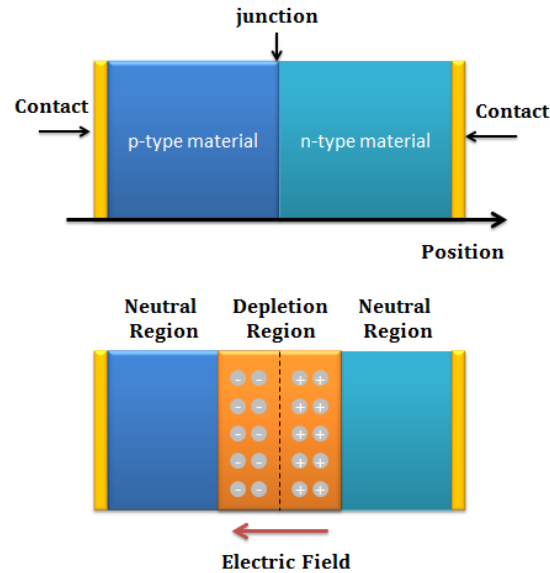 junction
Contact
Contact
p-type material
n-type material
Position
Neutral
Region
Depletion
Region
Neutral
Region
- - + +
- - + +
- - + +
- - + +
- - + +
Electric Field